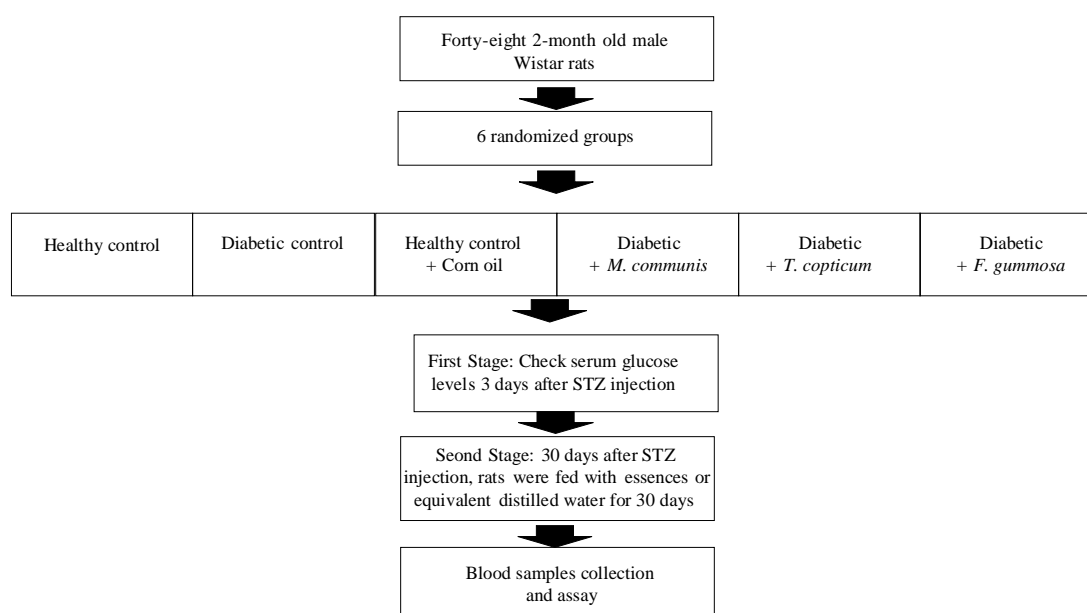 Forty-eight 2-month old male
Wistar rats
6 randomized groups
Healthy control
Diabetic control
Healthy control
+ Corn oil
Diabetic
+ M. communis
Diabetic
+ T. copticum
Diabetic
+ F. gummosa
First Stage: Check serum glucose
levels 3 days after STZ injection
Seond Stage: 30 days after STZ
injection, rats were fed with essences or
equivalent distilled water for 30 days
Blood samples collection
and assay